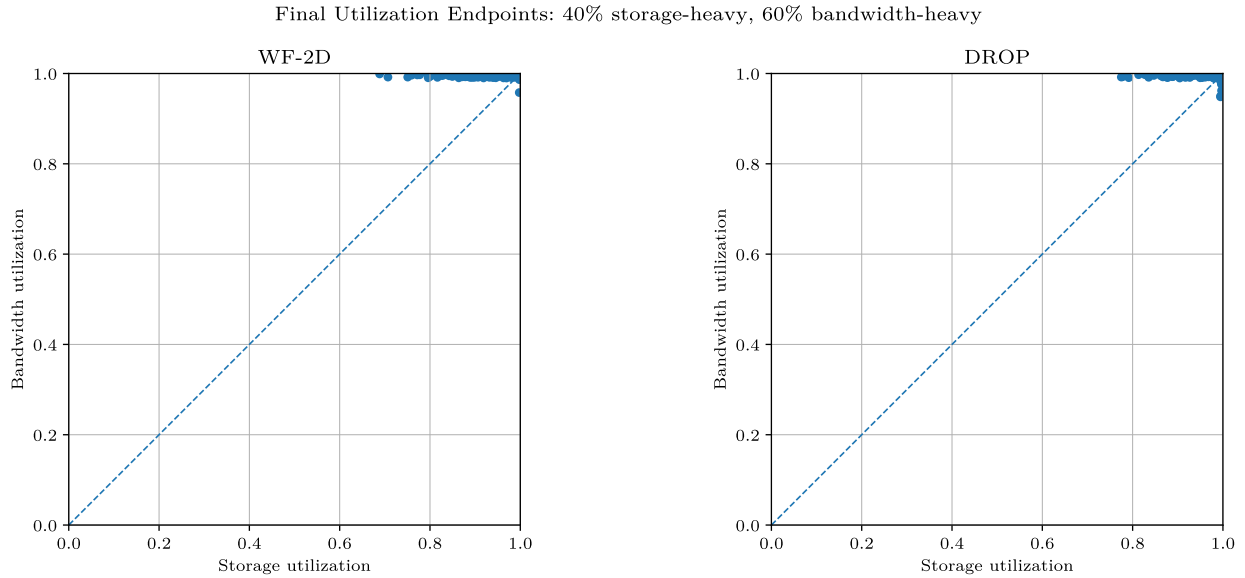 Final Utilization Endpoints: 40% storage-heavy, 60% bandwidth-heavy
WF-2D
Bandwidth utilization
1.0
0.8
0.6
0.4
0.2
0.0
0.0 0.2 0.4 0.6 0.8 1.0
Storage utilization
DROP
Bandwidth utilization
1.0
0.8
0.6
0.4
0.2
0.0
0.0 0.2 0.4 0.6 0.8 1.0
Storage utilization